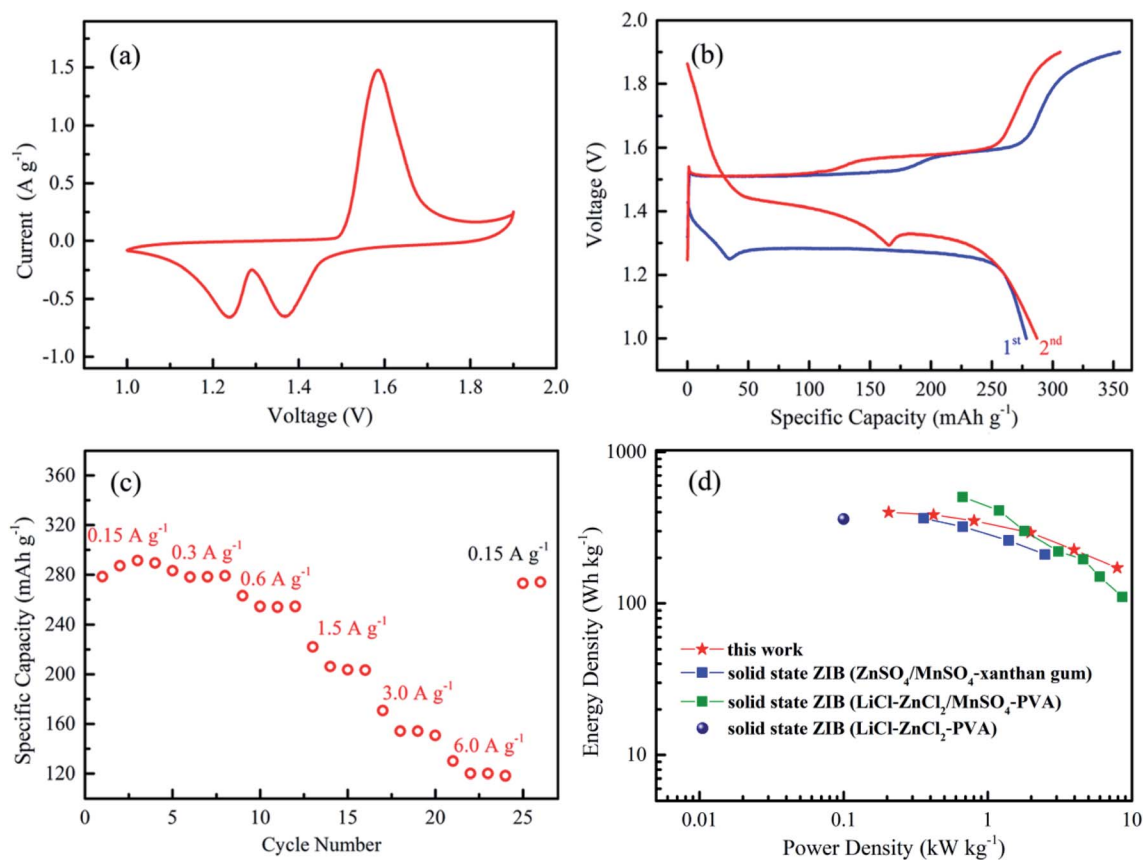 (a)
1.5
1.0
0.5
0.0
-0.5
-1.0
Current (A g⁻¹)
1.0 1.2 1.4 1.6 1.8 2.0
Voltage (V)
(b)
2.0
1.8
1.6
1.4
1.2
1.0
Voltage (V)
1ˢᵗ 2ⁿᵈ
0 50 100 150 200 250 300 350
Specific Capacity (mAh g⁻¹)
(c)
360
320
280
240
200
160
120
Specific Capacity (mAh g⁻¹)
0.15 A g⁻¹
0.3 A g⁻¹
0.6 A g⁻¹
1.5 A g⁻¹
3.0 A g⁻¹
6.0 A g⁻¹
0.15 A g⁻¹
0 5 10 15 20 25
Cycle Number
(d)
1000
100
10
Energy Density (Wh kg⁻¹)
this work
solid state ZIB (ZnSO₄/MnSO₄-xanthan gum)
solid state ZIB (LiCl-ZnCl₂/MnSO₄-PVA)
solid state ZIB (LiCl-ZnCl₂-PVA)
0.01 0.1 1 10
Power Density (kW kg⁻¹)